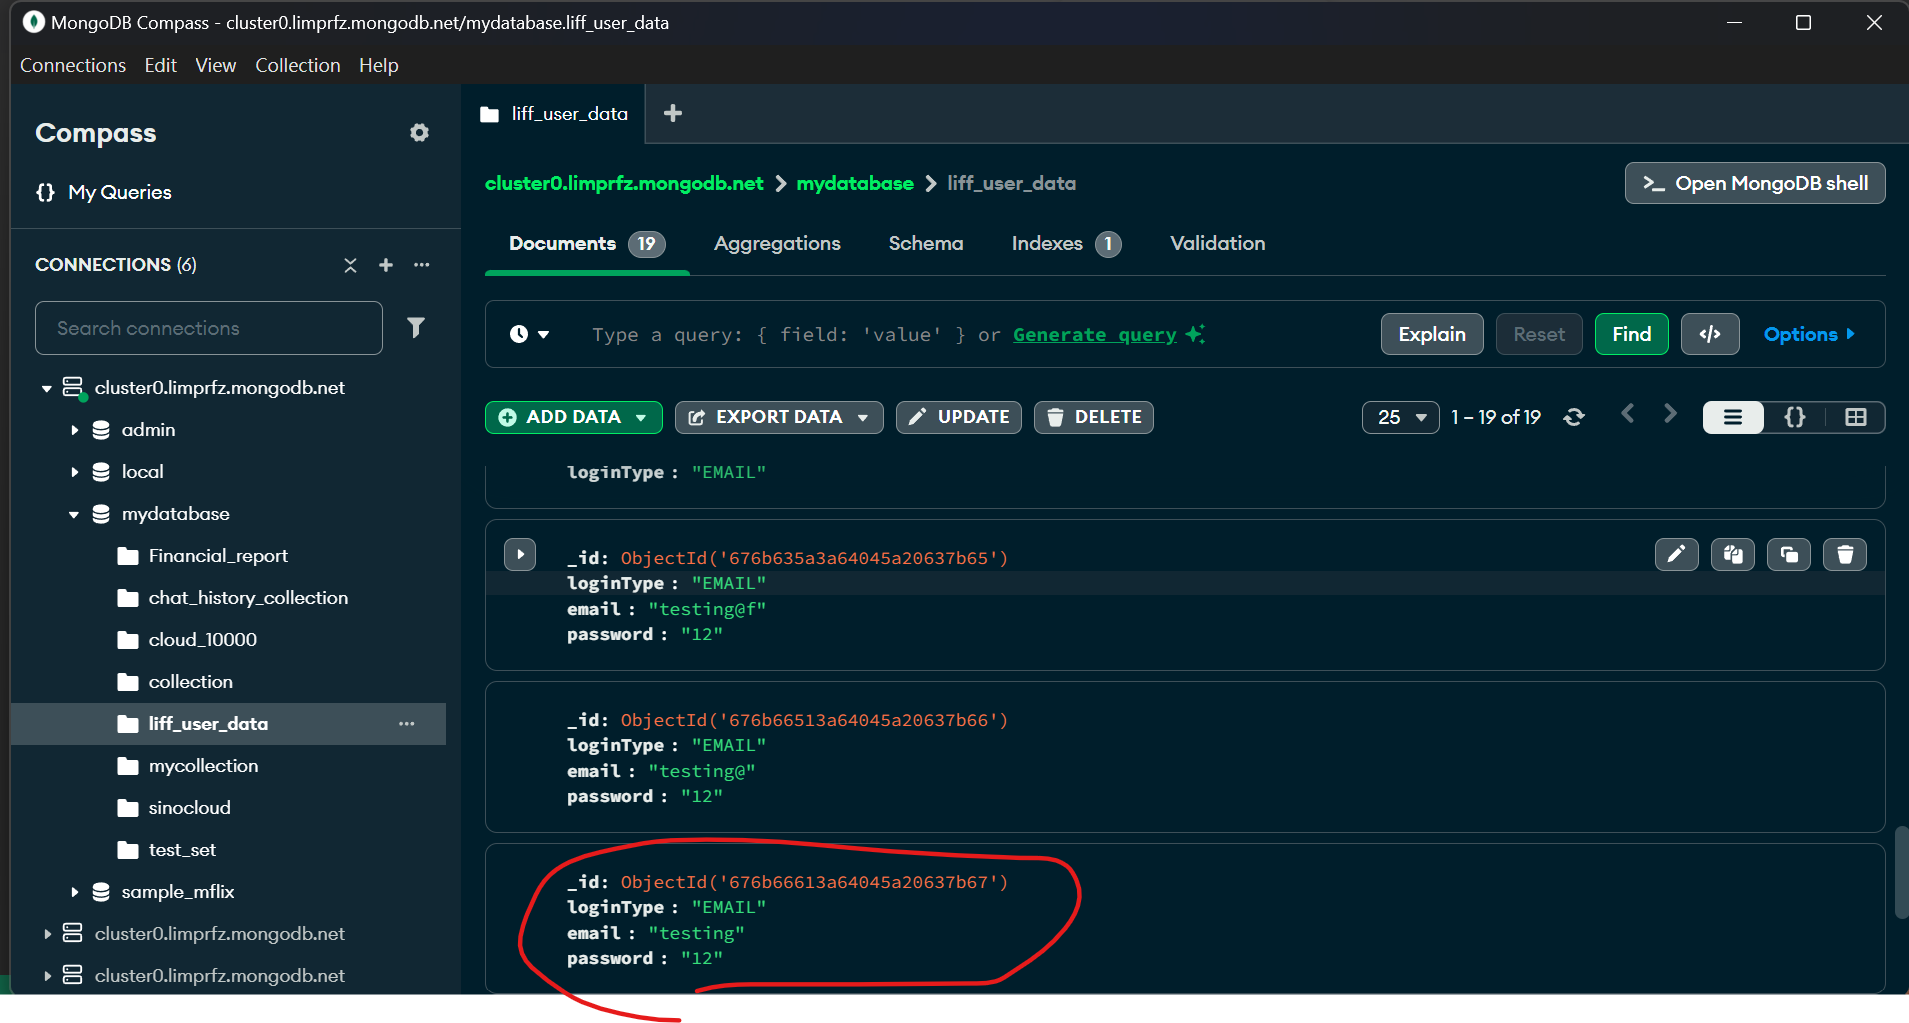 MongoDB Compass - cluster0.limprfz.mongodb.net/mydatabase.liff_user_data
Connections Edit View Collection Help
Compass
{} My Queries
CONNECTIONS (6)
Search connections
cluster0.limprfz.mongodb.net
admin
local
mydatabase
Financial_report
chat_history_collection
cloud_10000
collection
liff_user_data
mycollection
sinocloud
test_set
sample_mflix
cluster0.limprfz.mongodb.net
cluster0.limprfz.mongodb.net
liff_user_data
cluster0.limprfz.mongodb.net > mydatabase > liff_user_data
>_ Open MongoDB shell
Documents 19 Aggregations Schema Indexes 1 Validation
Type a query: { field: 'value' } or Generate query
Explain Reset Find </> Options
ADD DATA EXPORT DATA UPDATE DELETE
25 1 – 19 of 19 {}
loginType : "EMAIL"
_id: ObjectId('676b635a3a64045a20637b65')
loginType : "EMAIL"
email : "testing@f"
password : "12"
_id: ObjectId('676b66513a64045a20637b66')
loginType : "EMAIL"
email : "testing@"
password : "12"
_id: ObjectId('676b66613a64045a20637b67')
loginType : "EMAIL"
email : "testing"
password : "12"